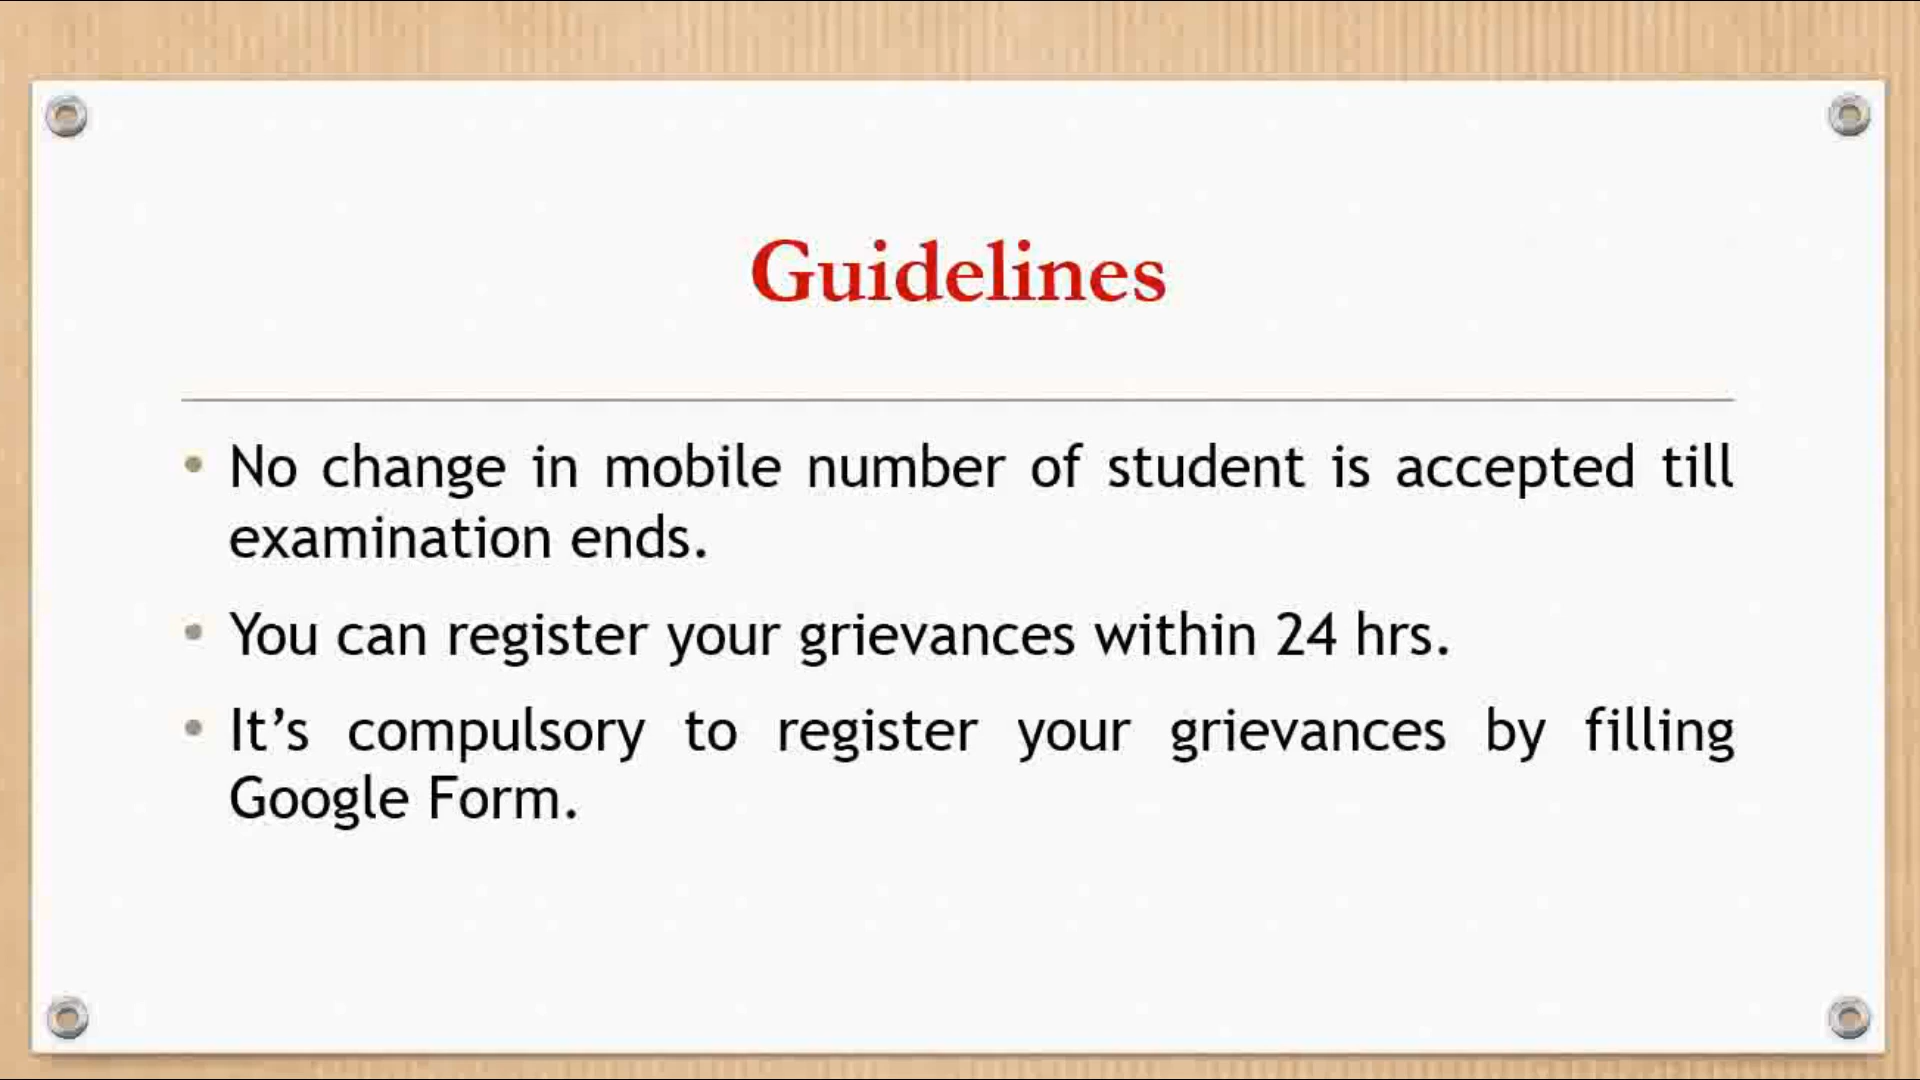 Guidelines
• No change in mobile number of student is accepted till
examination ends.
• You can register your grievances within 24 hrs.
• It’s compulsory to register your grievances by filling
Google Form.